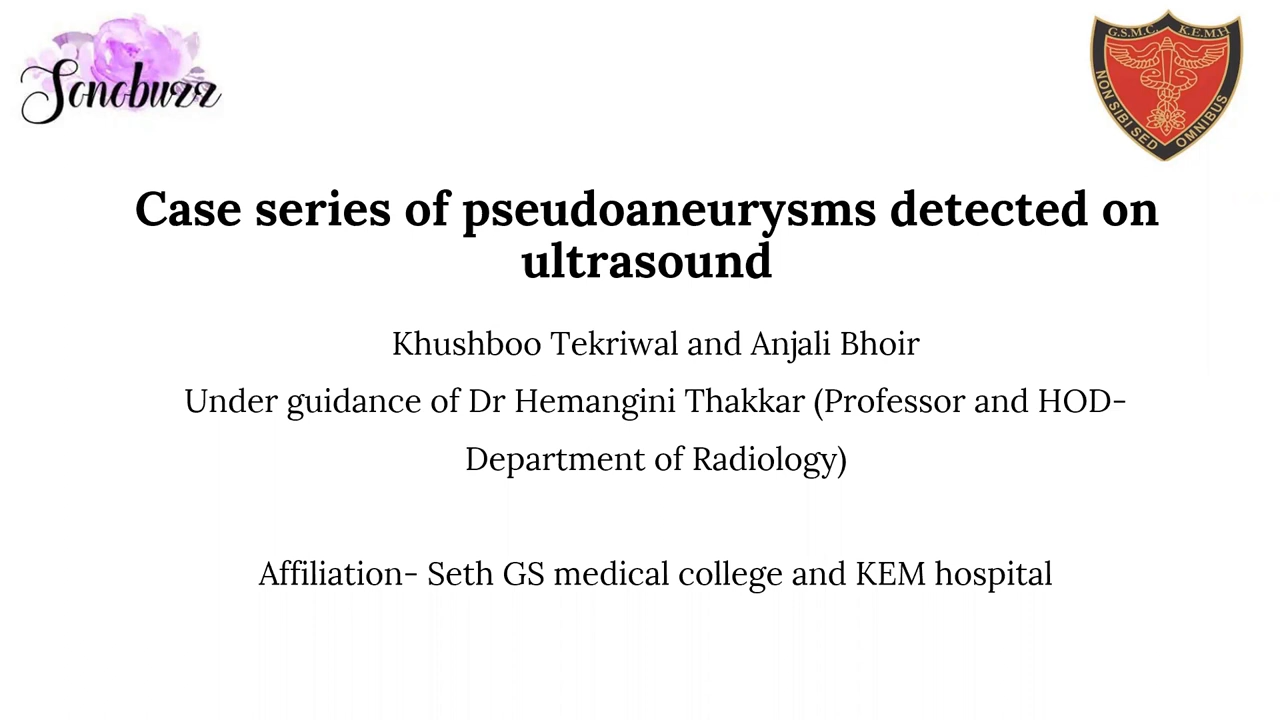 Sonobuzz
G.S.M.C. K.E.M.H
NON SIBI SED OMNIBUS
Case series of pseudoaneurysms detected on
ultrasound
Khushboo Tekriwal and Anjali Bhoir
Under guidance of Dr Hemangini Thakkar (Professor and HOD-
Department of Radiology)
Affiliation- Seth GS medical college and KEM hospital